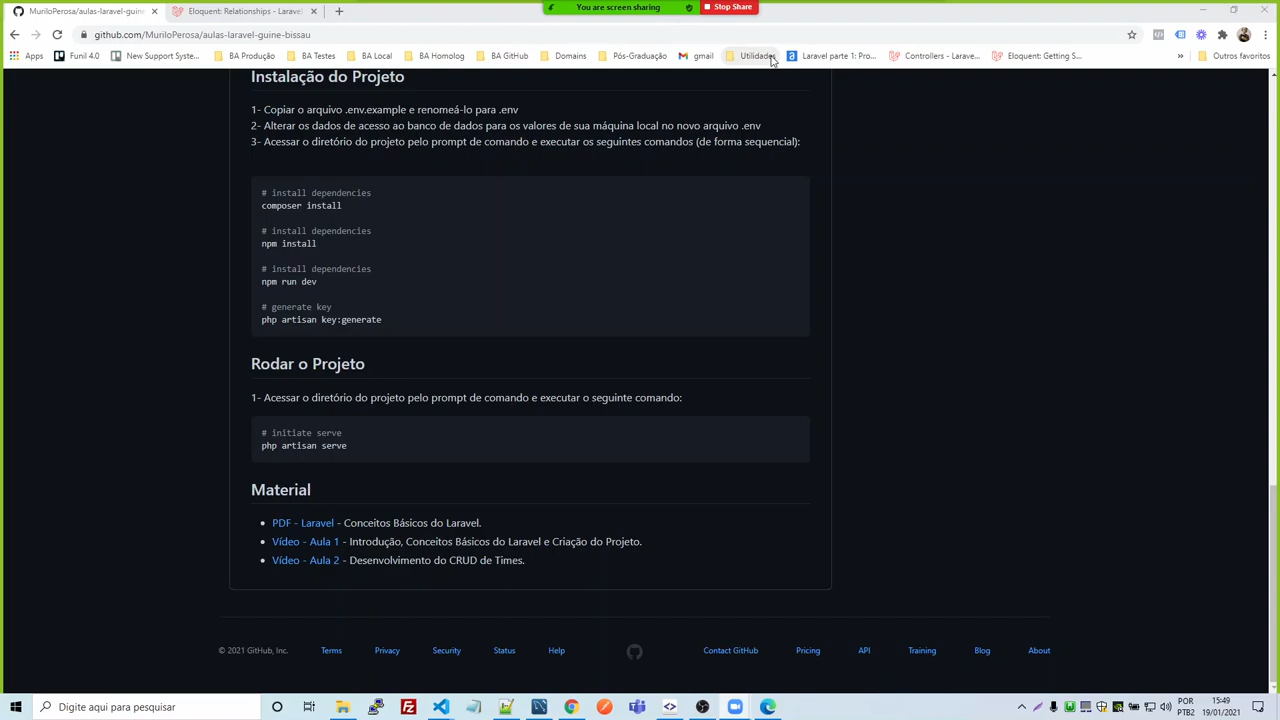 You are screen sharing
Stop Share
MuriloPerosa/aulas-laravel-guine-
Eloquent: Relationships - Laravel
github.com/MuriloPerosa/aulas-laravel-guine-bissau
Apps
Funil 4.0
New Support System...
BA Produção
BA Testes
BA Local
BA Homolog
BA GitHub
Domains
Pós-Graduação
gmail
Utilidades
Laravel parte 1: Pro...
Controllers - Larave...
Eloquent: Getting S...
»
Outros favoritos
Instalação do Projeto
1- Copiar o arquivo .env.example e renomeá-lo para .env
2- Alterar os dados de acesso ao banco de dados para os valores de sua máquina local no novo arquivo .env
3- Acessar o diretório do projeto pelo prompt de comando e executar os seguintes comandos (de forma sequencial):
# install dependencies
composer install
# install dependencies
npm install
# install dependencies
npm run dev
# generate key
php artisan key:generate
Rodar o Projeto
1- Acessar o diretório do projeto pelo prompt de comando e executar o seguinte comando:
# initiate serve
php artisan serve
Material
PDF - Laravel - Conceitos Básicos do Laravel.
Vídeo - Aula 1 - Introdução, Conceitos Básicos do Laravel e Criação do Projeto.
Vídeo - Aula 2 - Desenvolvimento do CRUD de Times.
© 2021 GitHub, Inc.
Terms
Privacy
Security
Status
Help
Contact GitHub
Pricing
API
Training
Blog
About
Digite aqui para pesquisar
POR
PTB2
15:49
19/01/2021